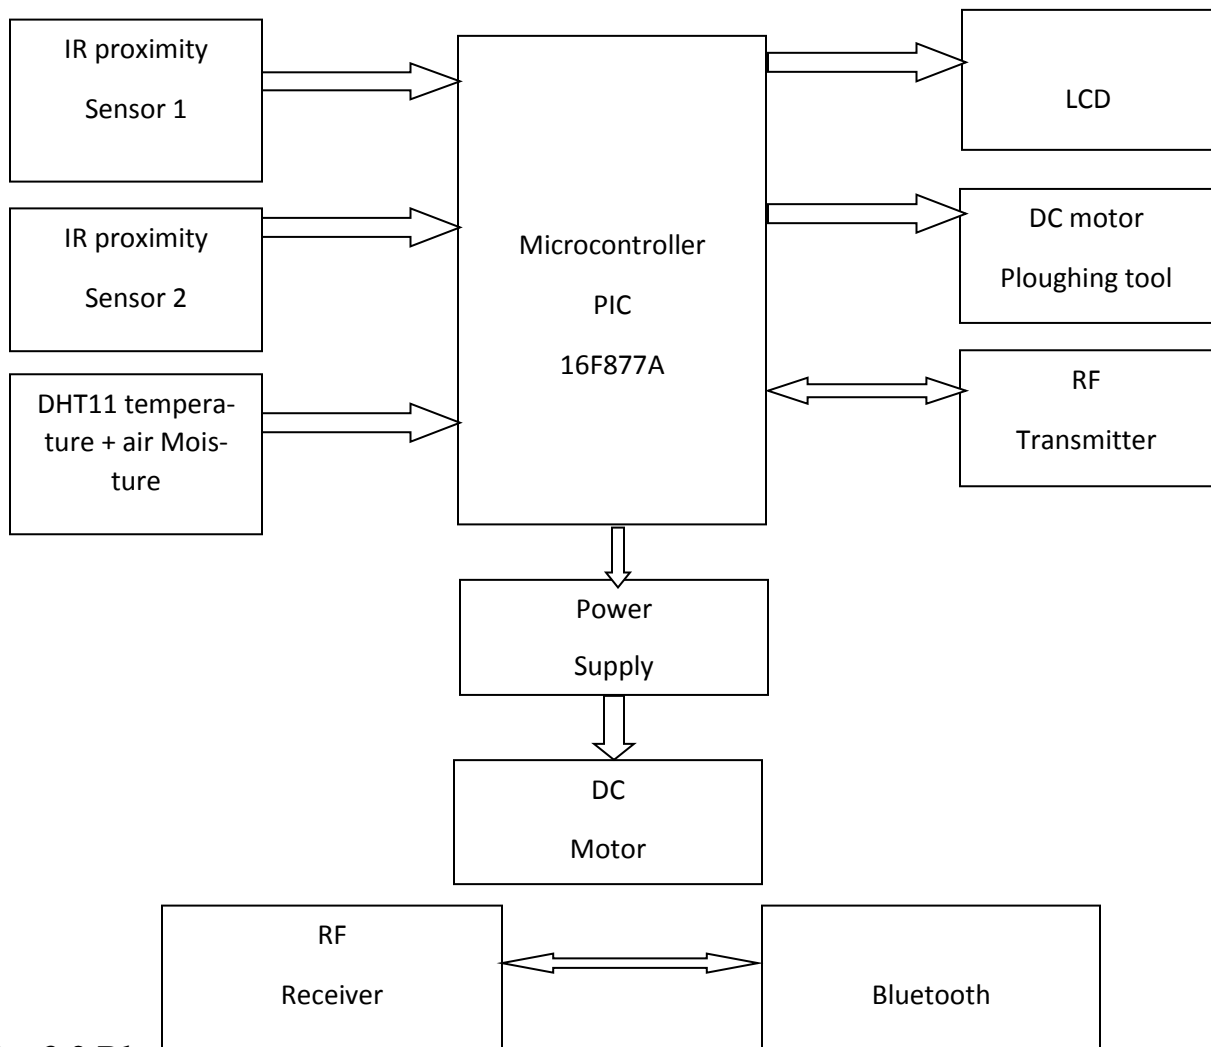 IR proximity
Sensor 1
IR proximity
Sensor 2
DHT11 tempera-
ture + air Mois-
ture
Microcontroller
PIC
16F877A
LCD
DC motor
Ploughing tool
RF
Transmitter
Power
Supply
DC
Motor
RF
Receiver
Bluetooth